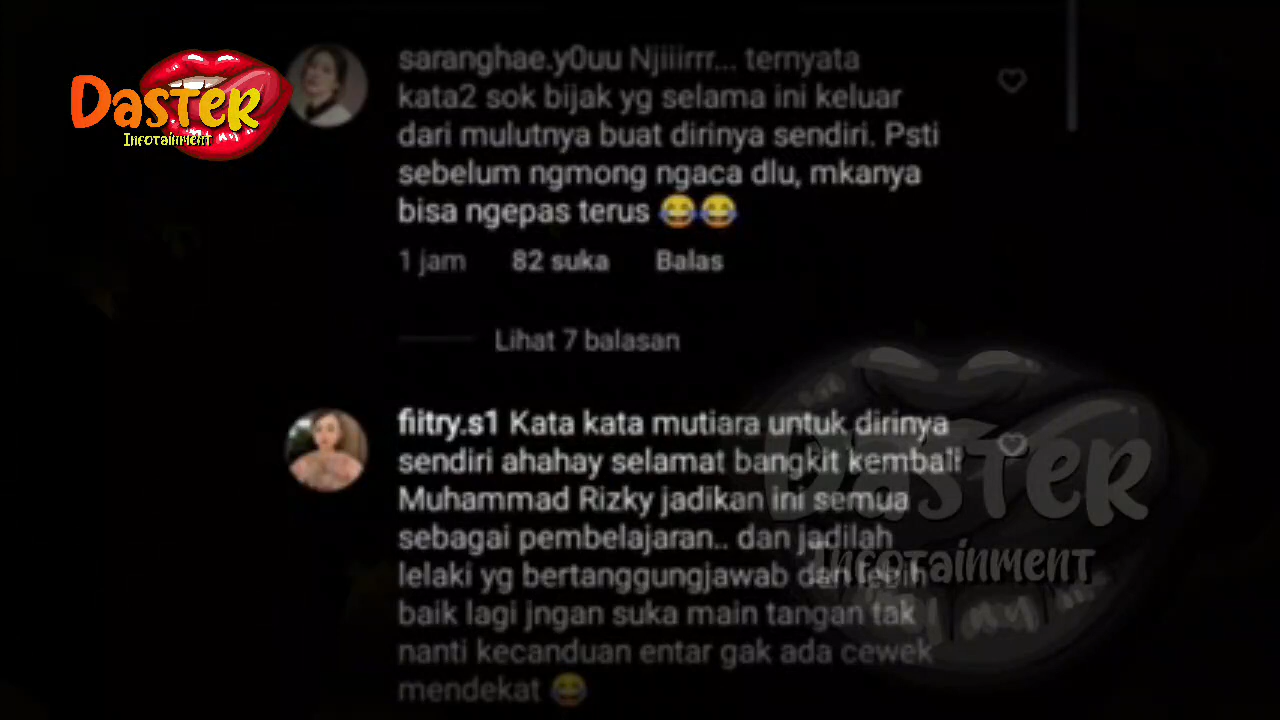 DaSTER
INFOTAINMENT
saranghae.y0uu Njiiirrr... ternyata
kata2 sok bijak yg selama ini keluar
dari mulutnya buat dirinya sendiri. Psti
sebelum ngmong ngaca dlu, mkanya
bisa ngepas terus 😂😂
1 jam 82 suka Balas
Lihat 7 balasan
fiitry.s1 Kata kata mutiara untuk dirinya
sendiri ahahay selamat bangkit kembali
Muhammad Rizky jadikan ini semua
sebagai pembelajaran.. dan jadilah
lelaki yg bertanggungjawab dan lebih
baik lagi jngan suka main tangan tak
nanti kecanduan entar gak ada cewek
mendekat 😂
DaSTER
INFOTAINMENT